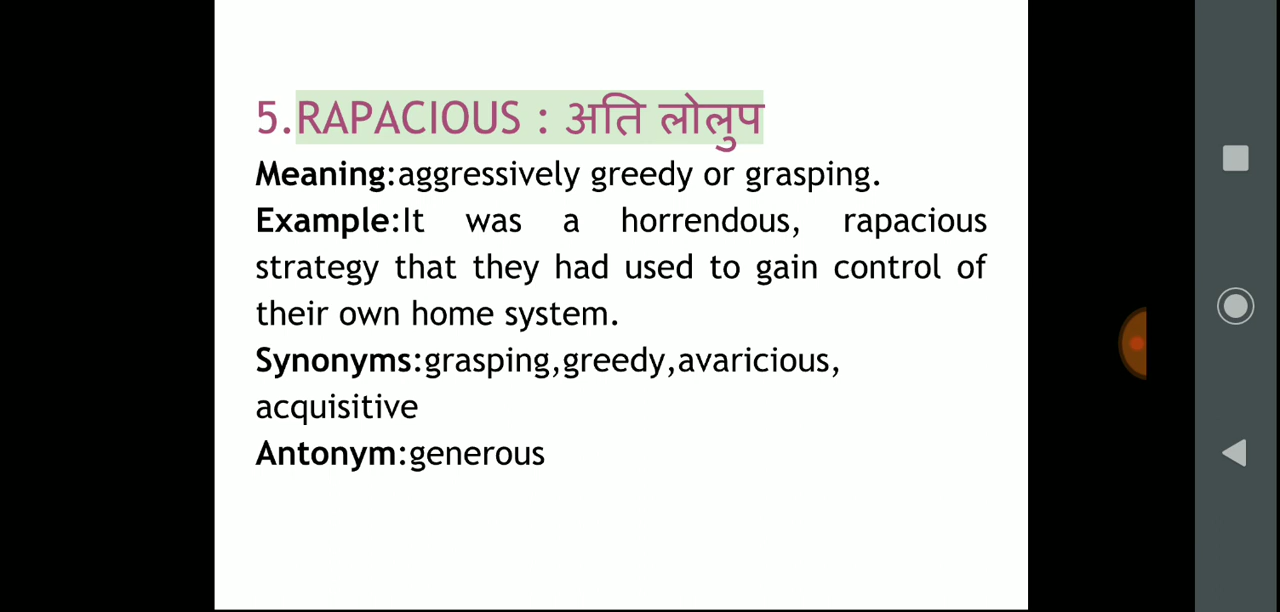 5.RAPACIOUS : अति लोलुप
Meaning:aggressively greedy or grasping.
Example:It was a horrendous, rapacious
strategy that they had used to gain control of
their own home system.
Synonyms:grasping,greedy,avaricious,
acquisitive
Antonym:generous